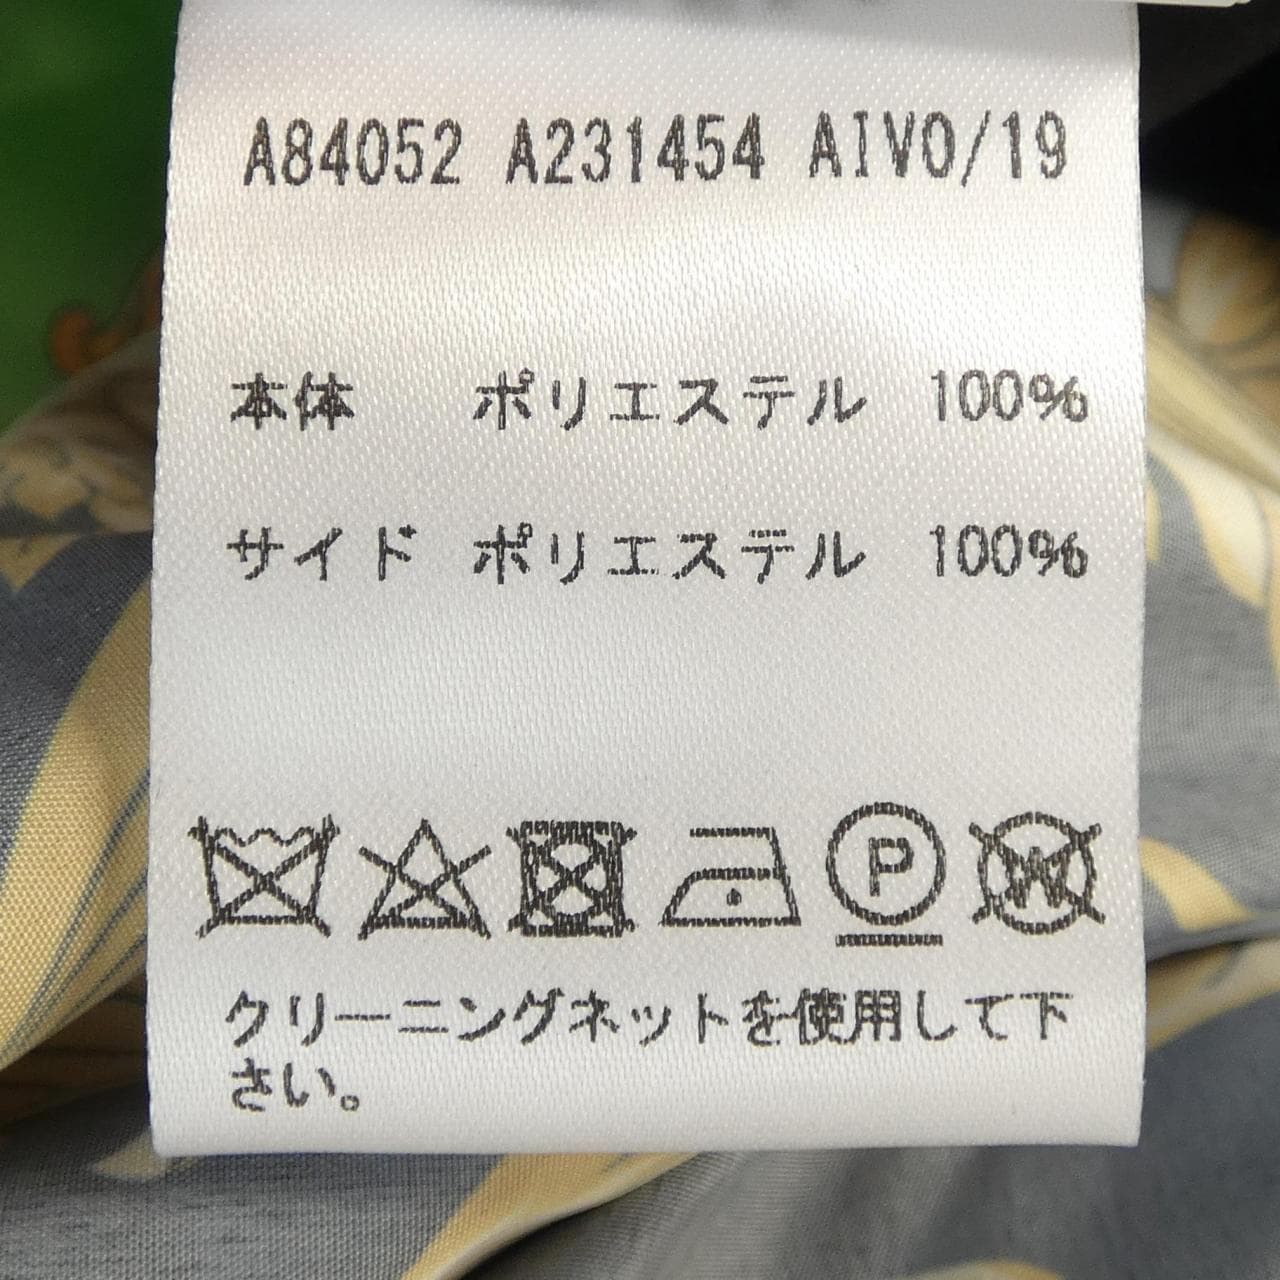 A84052 A231454 AIVO/19
本体 ポリエステル 100%
サイド ポリエステル 100%
P W
クリーニングネットを使用して下
さい。